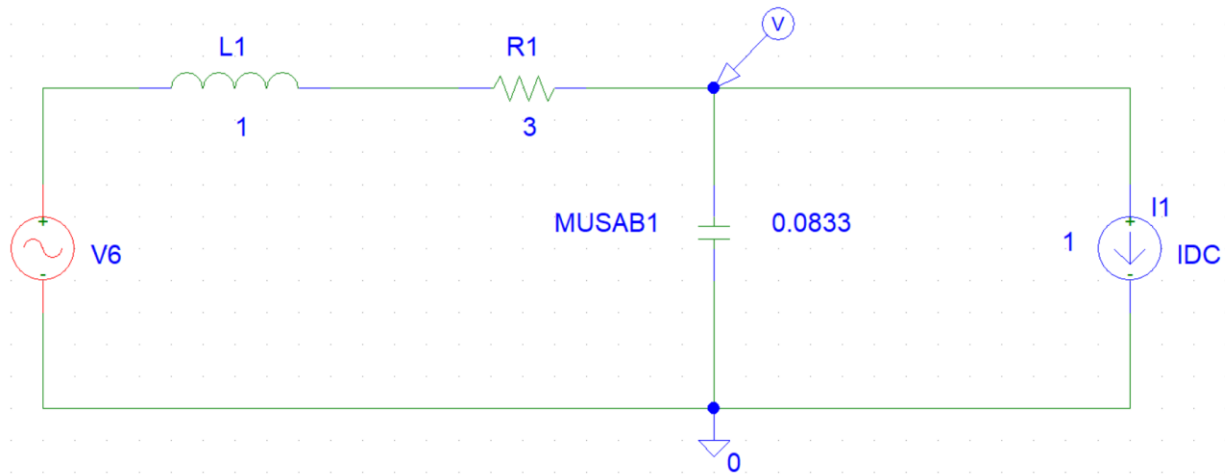 V
L1
R1
1
3
MUSAB1
0.0833
V6
+
-
I1
1
+
-
IDC
0